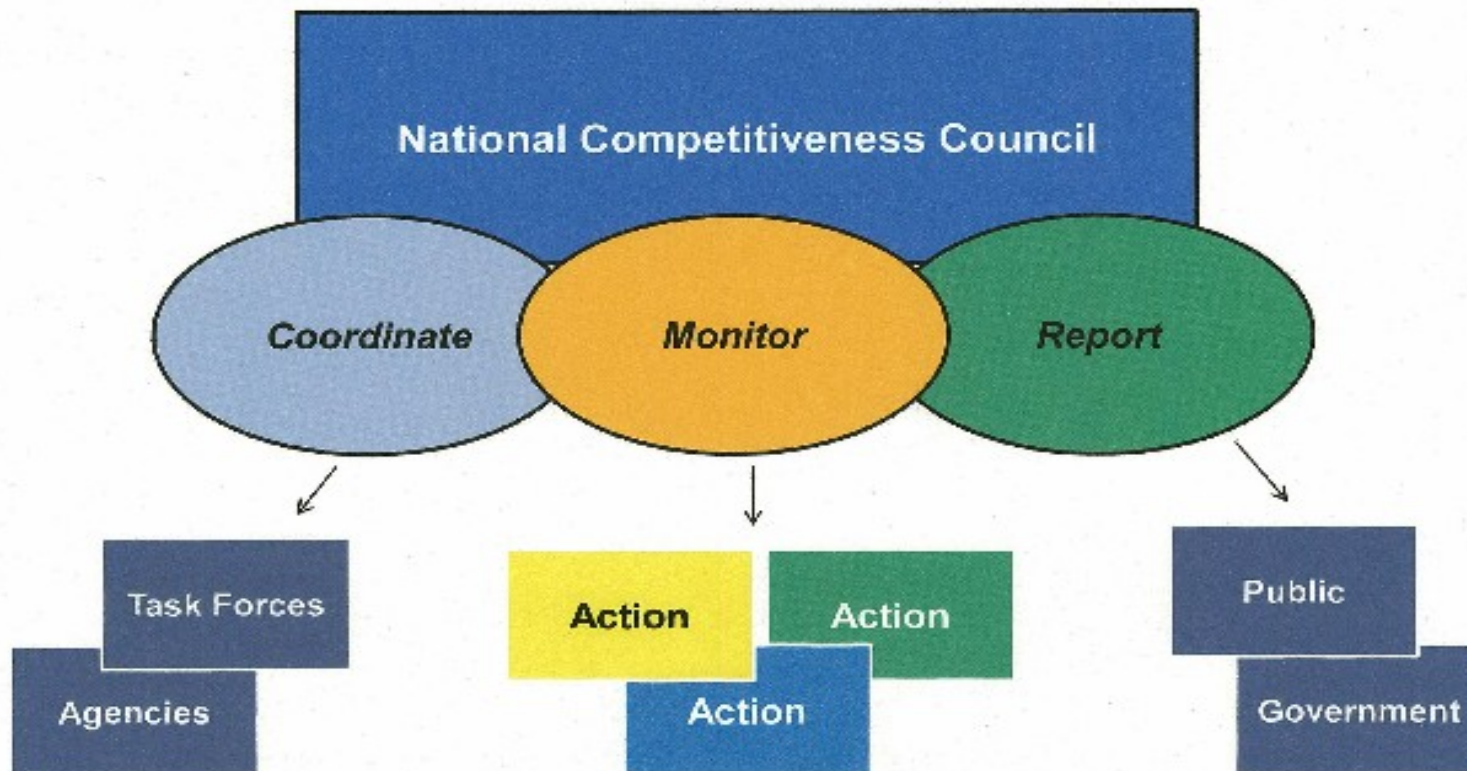 National Competitiveness Council
Coordinate
Monitor
Report
Task Forces
Agencies
Action
Action
Action
Public
Government